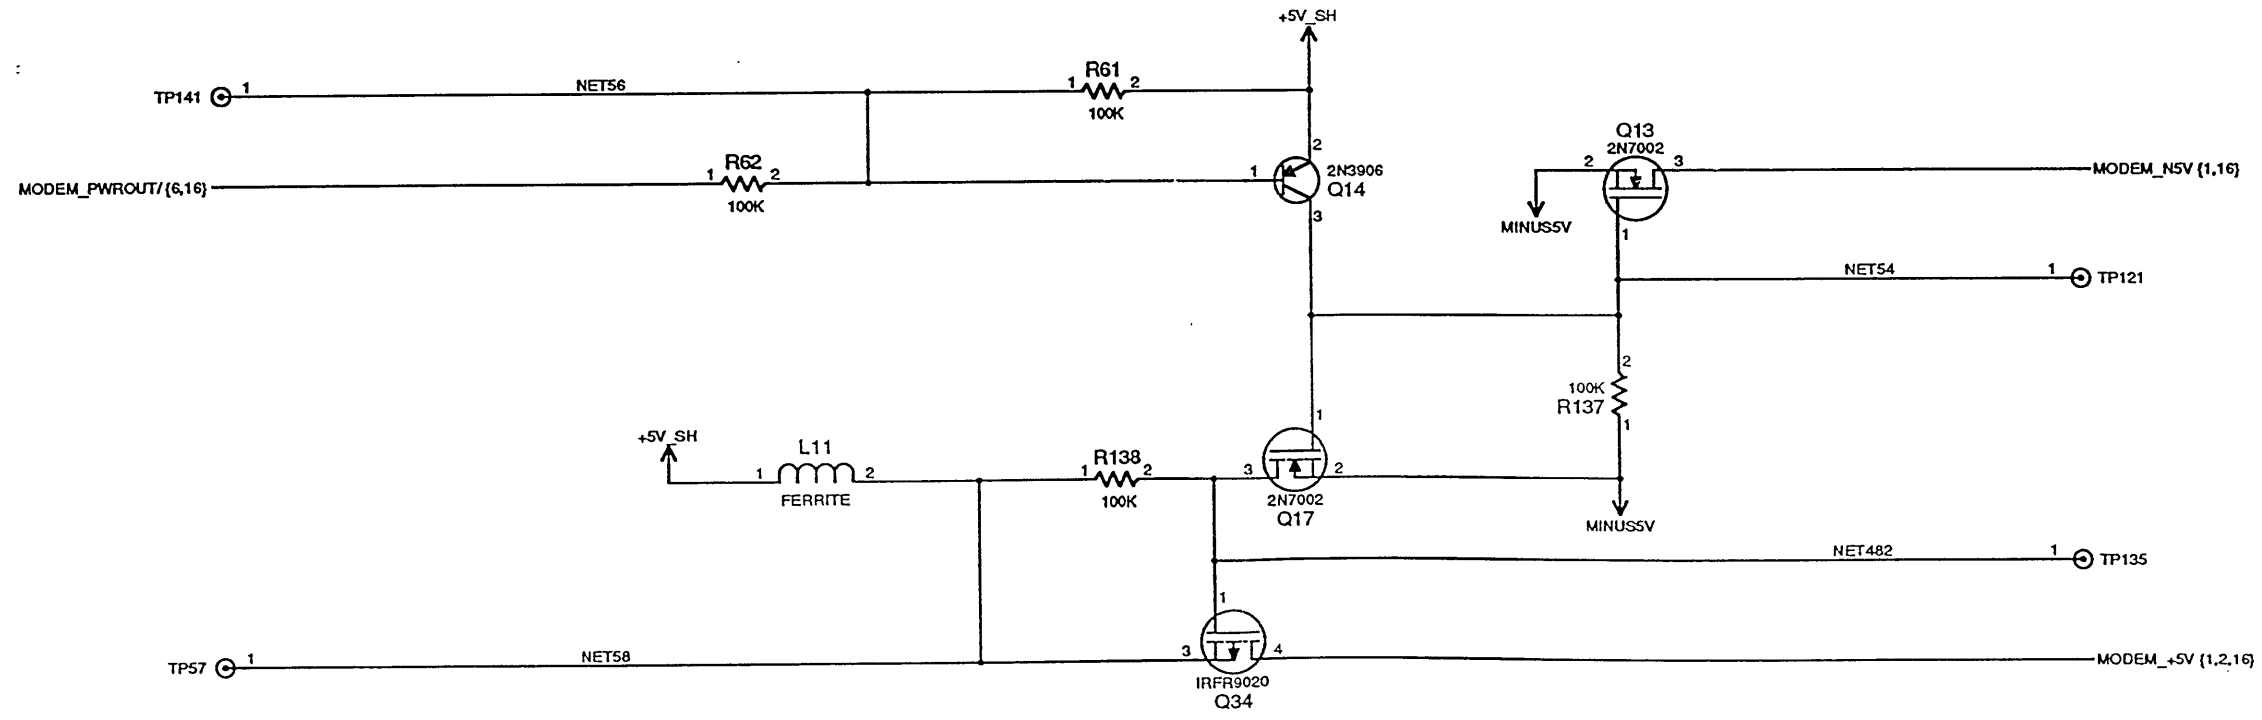 +5V_SH
TP141 1 NET56 1 R61 2
100K
2
MODEM_PWROUT/ {6,16} 1 R62 2 1 2N3906
100K Q14
3
Q13
2N7002
2 3 MODEM_N5V {1,16}
MINUS5V
1
NET54 1 TP121
2
100K
R137
1
+5V_SH
L11
1 2
FERRITE
R138
1 2
100K
1
3 2
2N7002
Q17
MINUS5V
NET482 1 TP135
1
TP57 1 NET58 3 4 MODEM_+5V {1,2,16}
IRFR9020
Q34